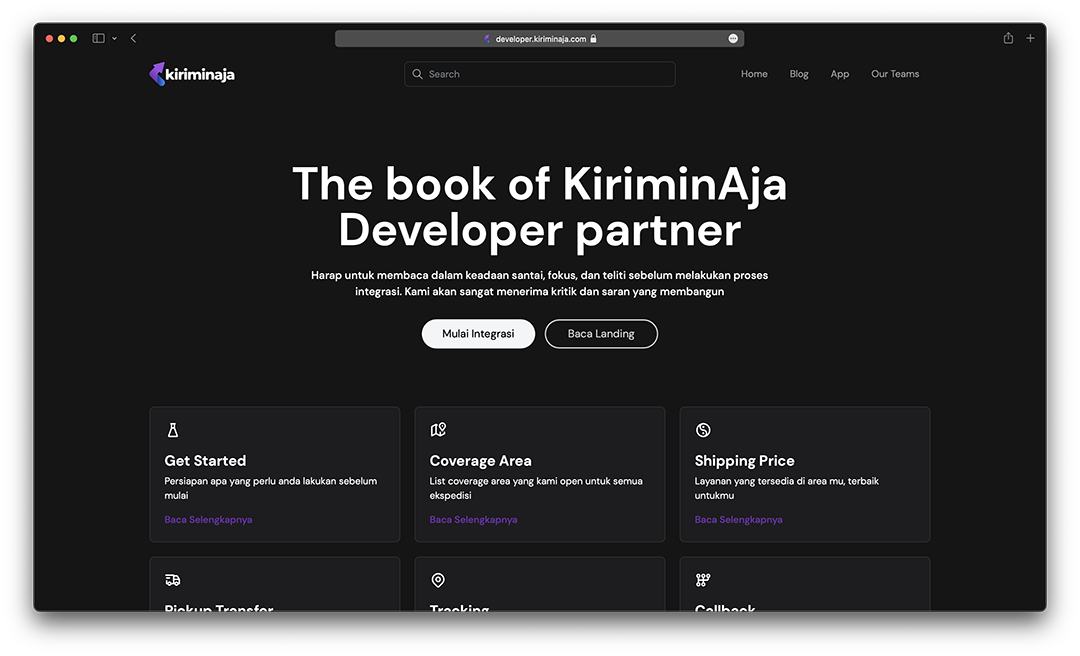 developer.kiriminaja.com
kiriminaja
Search
Home
Blog
App
Our Teams
The book of KiriminAja
Developer partner
Harap untuk membaca dalam keadaan santai, fokus, dan teliti sebelum melakukan proses
integrasi. Kami akan sangat menerima kritik dan saran yang membangun
Mulai Integrasi
Baca Landing
Get Started
Persiapan apa yang perlu anda lakukan sebelum
mulai
Baca Selengkapnya
Coverage Area
List coverage area yang kami open untuk semua
ekspedisi
Baca Selengkapnya
Shipping Price
Layanan yang tersedia di area mu, terbaik
untukmu
Baca Selengkapnya
Pickup Transfer
Tracking
Callback